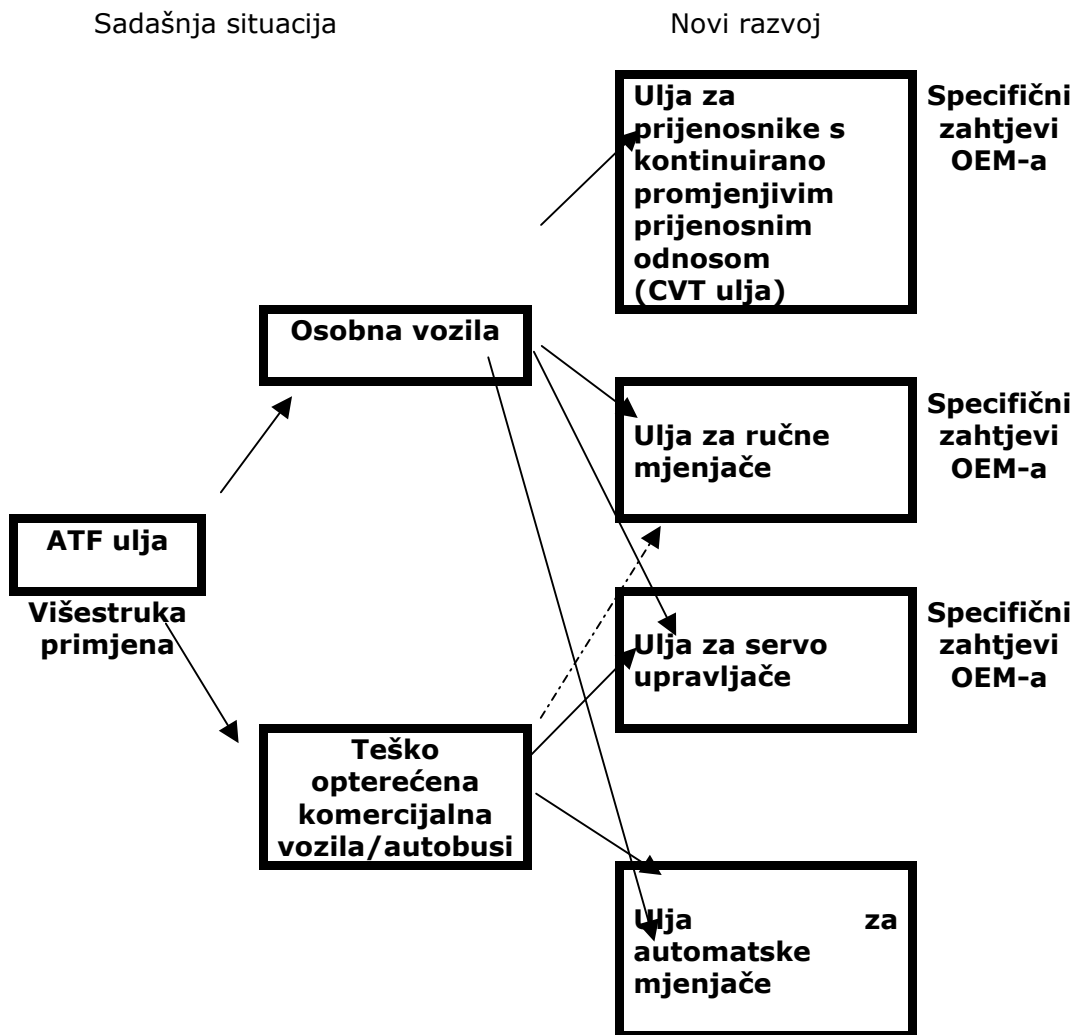 Sadašnja situacija
Novi razvoj
Ulja za
prijenosnike s
kontinuirano
promjenjivim
prijenosnim
odnosom
(CVT ulja)
Specifični
zahtjevi
OEM-a
Osobna vozila
Ulja za ručne
mjenjače
Specifični
zahtjevi
OEM-a
ATF ulja
Višestruka
primjena
Ulja za servo
upravljače
Specifični
zahtjevi
OEM-a
Teško
opterećena
komercijalna
vozila/autobusi
Ulja za
automatske
mjenjače